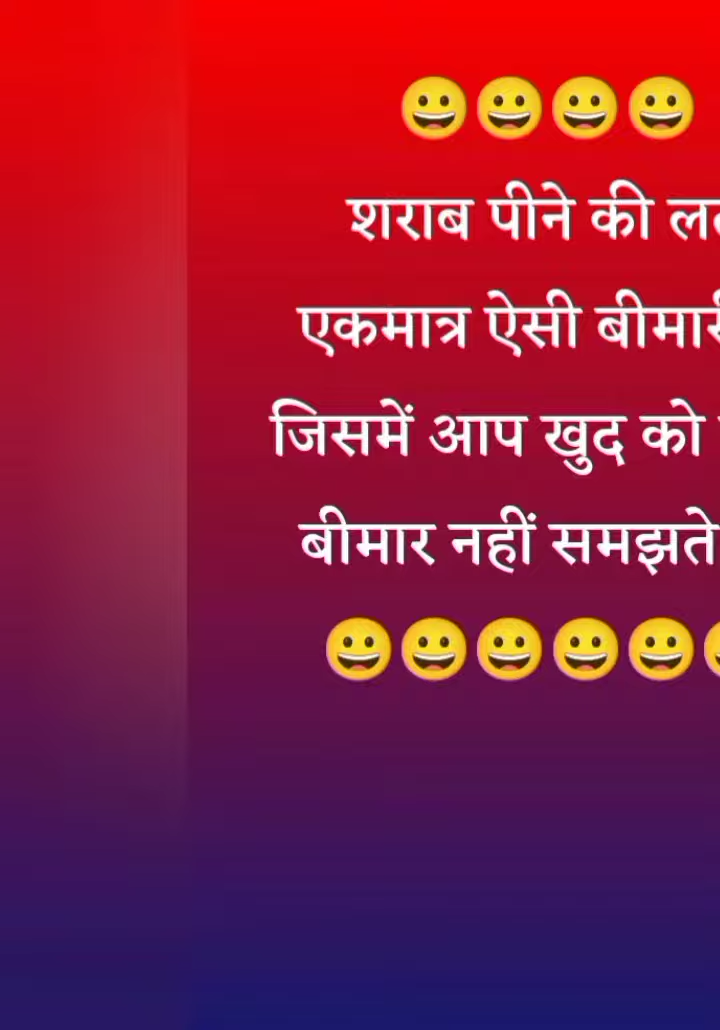 😀😀😀😀
शराब पीने की
एकमात्र ऐसी
जिसमें आप खुद को
बीमार नहीं समझते
😀😀😀😀😀